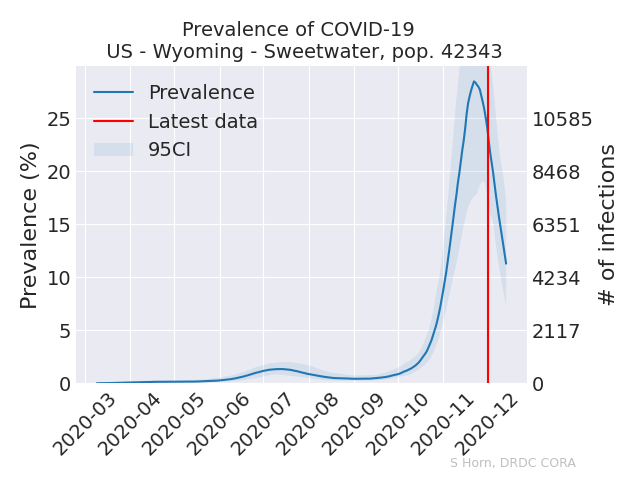 Prevalence of COVID-19
US - Wyoming - Sweetwater, pop. 42343
Prevalence
Latest data
95CI
Prevalence (%)
25
20
15
10
5
0
10585
8468
6351
4234
2117
0
# of infections
2020-03
2020-04
2020-05
2020-06
2020-07
2020-08
2020-09
2020-10
2020-11
2020-12
S Horn, DRDC CORA